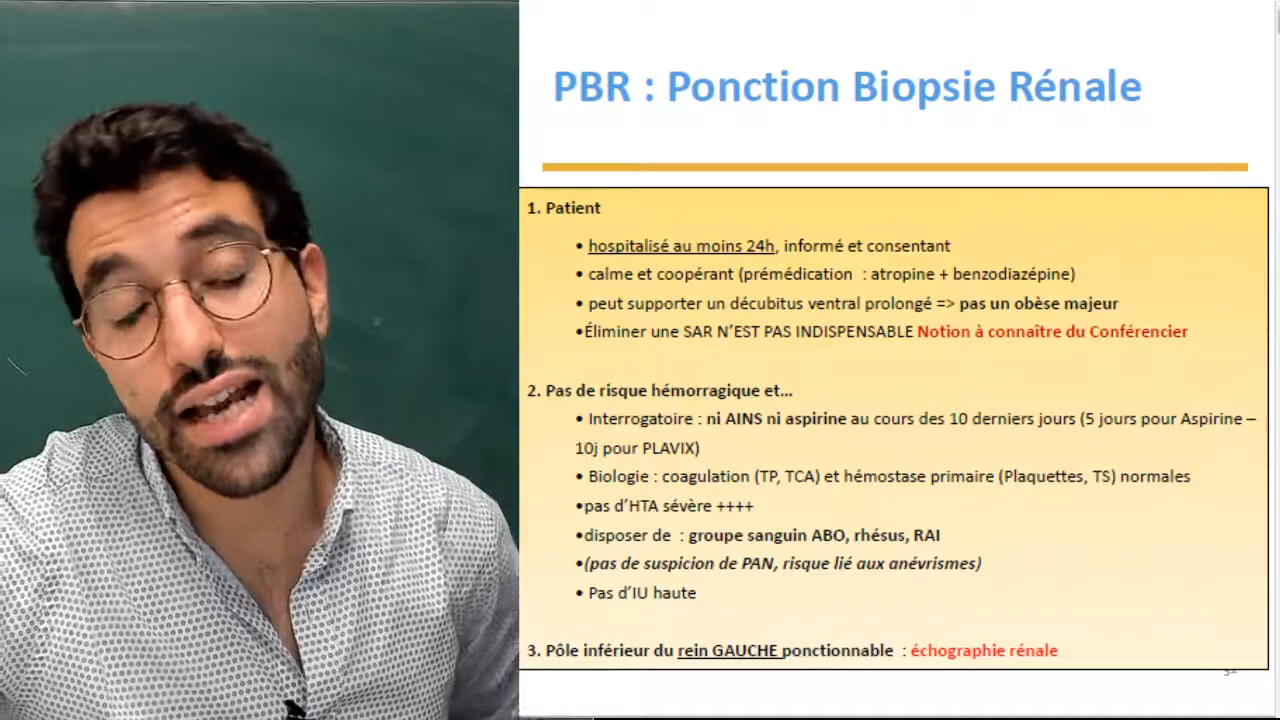 PBR : Ponction Biopsie Rénale
1. Patient
• hospitalisé au moins 24h, informé et consentant
• calme et coopérant (prémédication : atropine + benzodiazépine)
• peut supporter un décubitus ventral prolongé => pas un obèse majeur
•Éliminer une SAR N'EST PAS INDISPENSABLE Notion à connaître du Conférencier
2. Pas de risque hémorragique et...
• Interrogatoire : ni AINS ni aspirine au cours des 10 derniers jours (5 jours pour Aspirine –
10j pour PLAVIX)
• Biologie : coagulation (TP, TCA) et hémostase primaire (Plaquettes, TS) normales
•pas d'HTA sévère ++++
•disposer de : groupe sanguin ABO, rhésus, RAI
•(pas de suspicion de PAN, risque lié aux anévrismes)
• Pas d'IU haute
3. Pôle inférieur du rein GAUCHE ponctionnable : échographie rénale